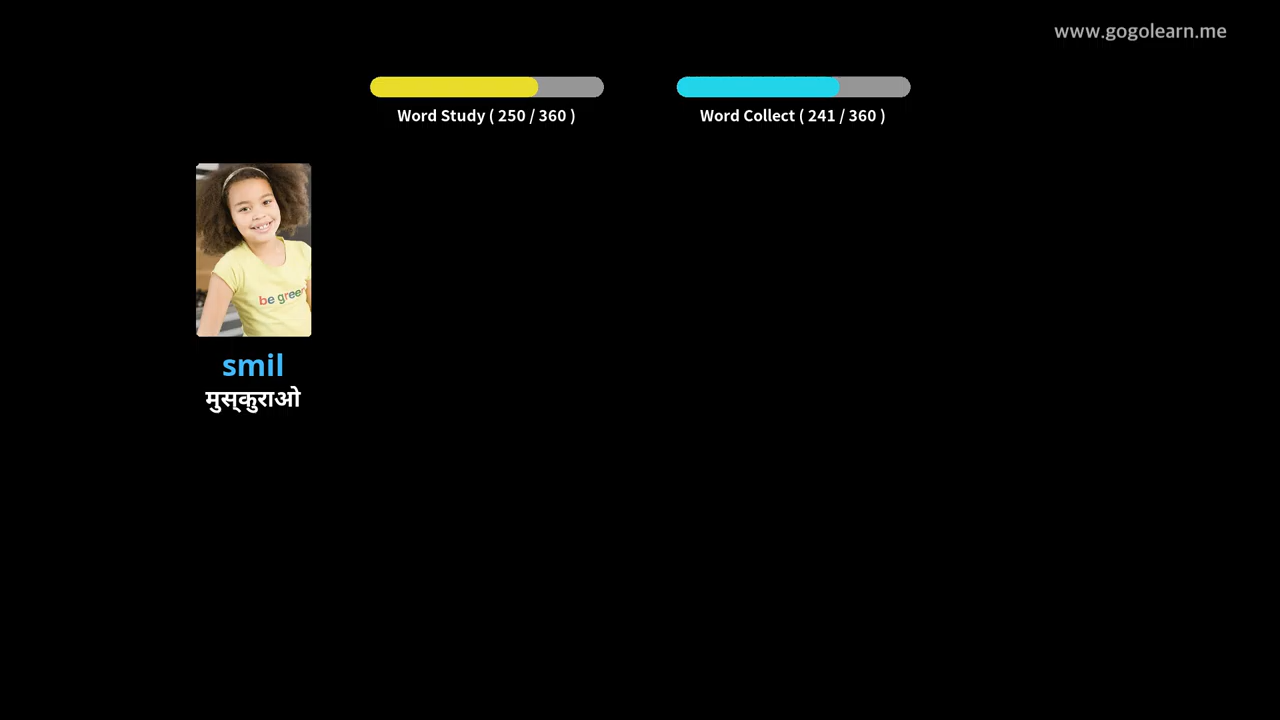 www.gogolearn.me
Word Study ( 250 / 360 )
Word Collect ( 241 / 360 )
be green
smil
मुस्कुराओ